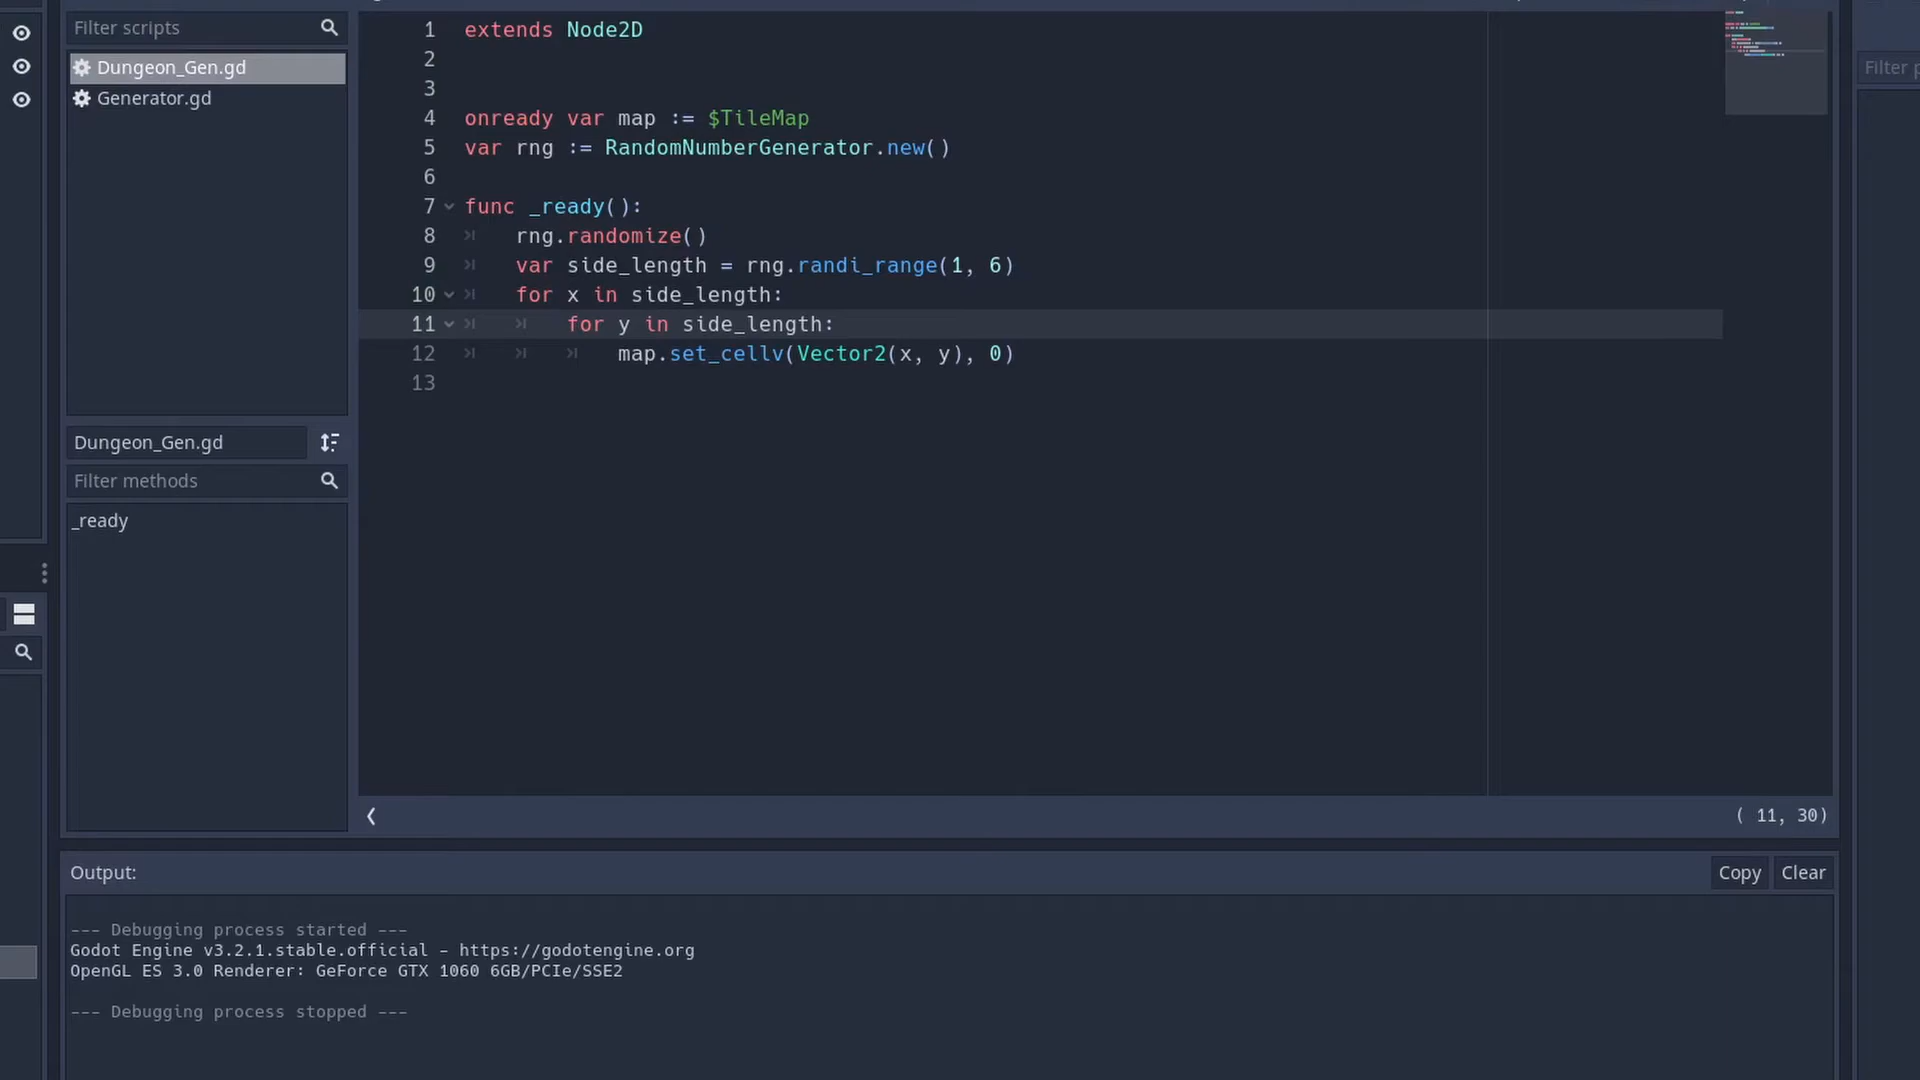 Filter scripts
Dungeon_Gen.gd
Generator.gd
Dungeon_Gen.gd
Filter methods
_ready
1 extends Node2D
2
3
4 onready var map := $TileMap
5 var rng := RandomNumberGenerator.new()
6
7 func _ready():
8 rng.randomize()
9 var side_length = rng.randi_range(1, 6)
10 for x in side_length:
11 for y in side_length:
12 map.set_cellv(Vector2(x, y), 0)
13
( 11, 30)
Filter
Output:
Copy Clear
--- Debugging process started ---
Godot Engine v3.2.1.stable.official - https://godotengine.org
OpenGL ES 3.0 Renderer: GeForce GTX 1060 6GB/PCIe/SSE2
--- Debugging process stopped ---